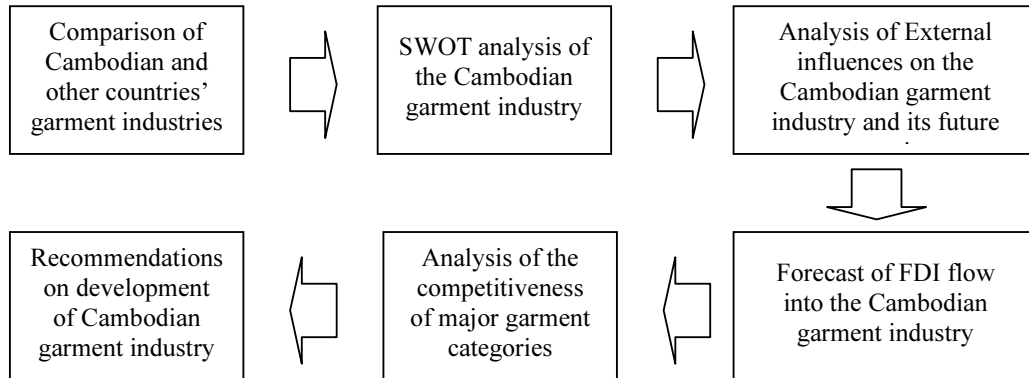 Comparison of
Cambodian and
other countries’
garment industries
SWOT analysis of
the Cambodian
garment industry
Analysis of External
influences on the
Cambodian garment
industry and its future
Forecast of FDI flow
into the Cambodian
garment industry
Analysis of the
competitiveness
of major garment
categories
Recommendations
on development
of Cambodian
garment industry